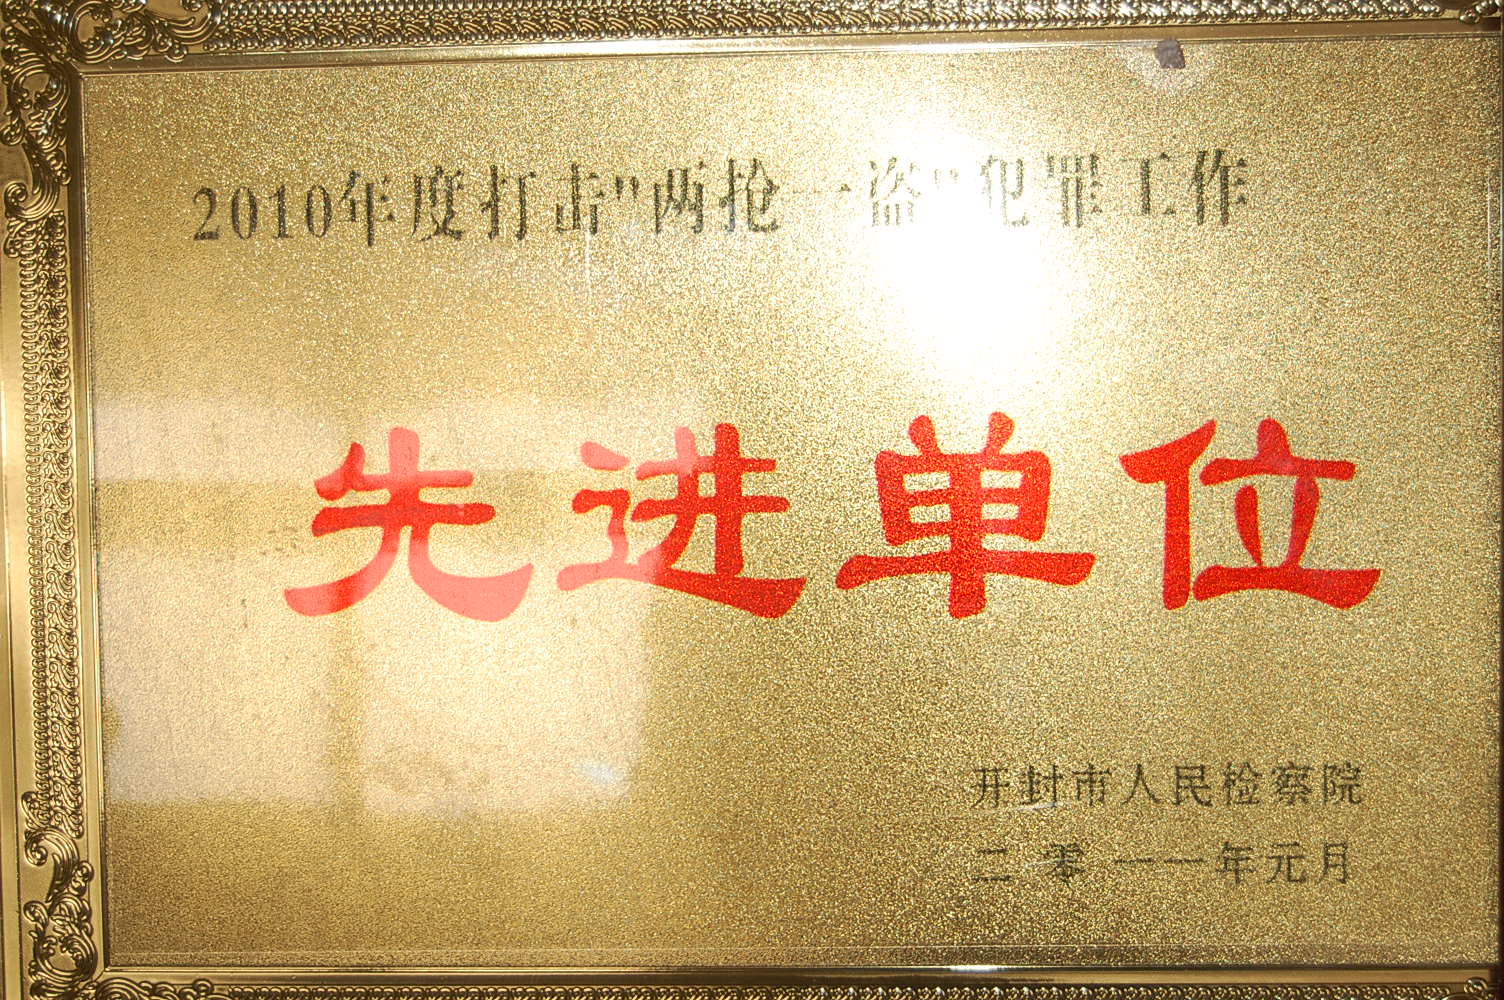 2010年度打击"两抢一盗"犯罪工作
先进单位
开封市人民检察院
二零一一年元月